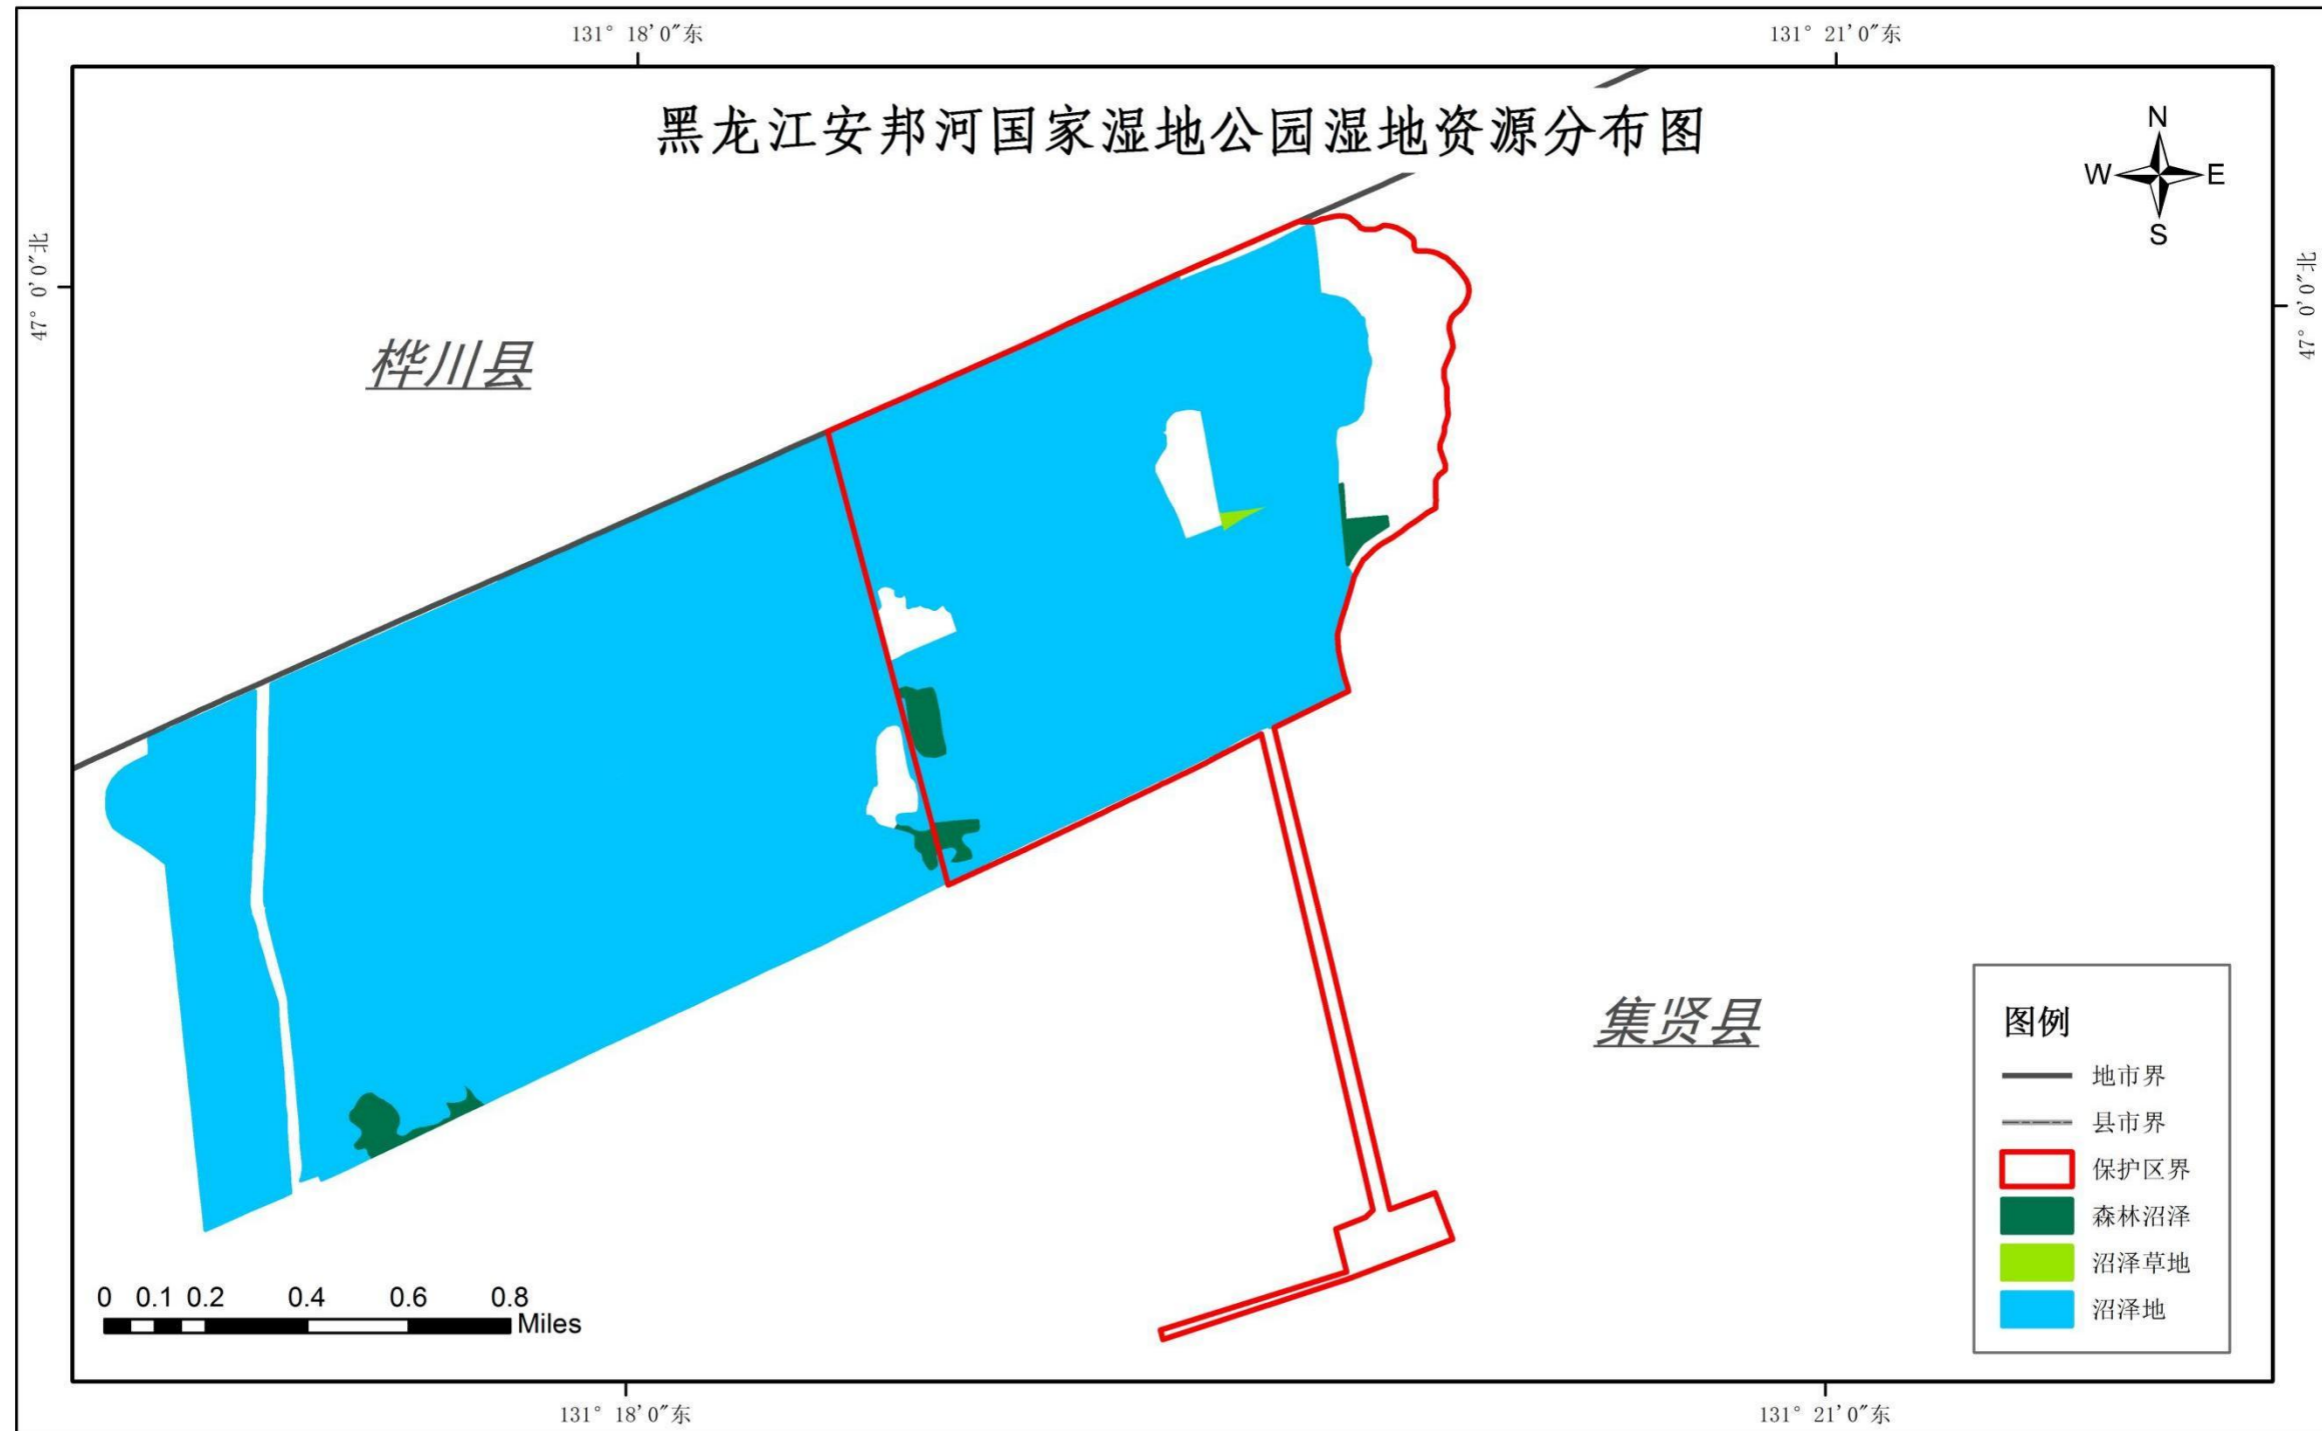 131° 18′0″东
131° 21′0″东
黑龙江安邦河国家湿地公园湿地资源分布图
N
W
E
S
47° 0′0″北
47° 0′0″北
桦川县
集贤县
图例
地市界
县市界
保护区界
森林沼泽
沼泽草地
沼泽地
0 0.1 0.2 0.4 0.6 0.8
Miles
131° 18′0″东
131° 21′0″东